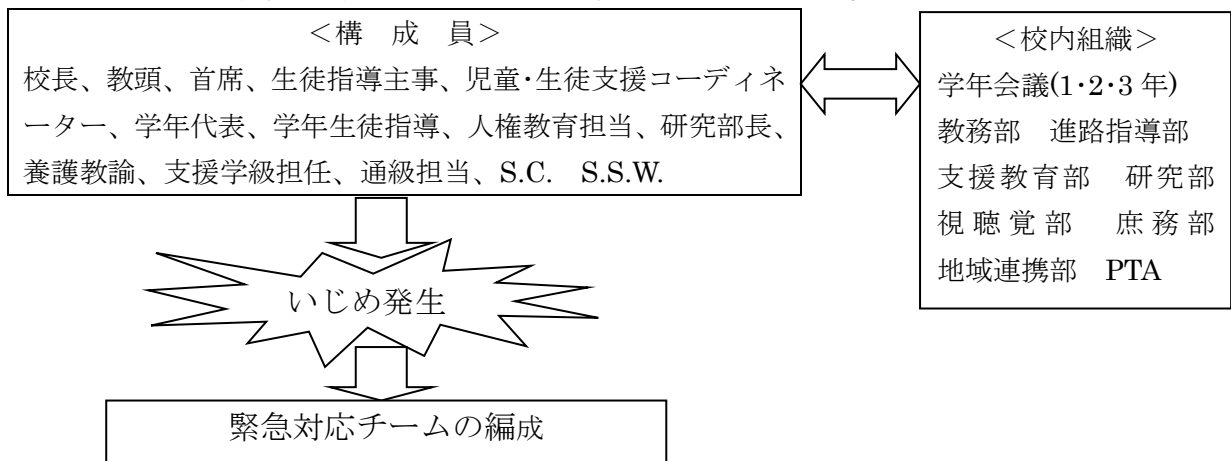 ＜構　成　員＞
校長、教頭、首席、生徒指導主事、児童・生徒支援コーディネ
ーター、学年代表、学年生徒指導、人権教育担当、研究部長、
養護教諭、支援学級担任、通級担当、S.C.　S.S.W.
＜校内組織＞
学年会議(1・2・3 年)
教務部　進路指導部
支援教育部　研究部
視 聴 覚 部　庶 務 部
地域連携部　PTA
いじめ発生
緊急対応チームの編成